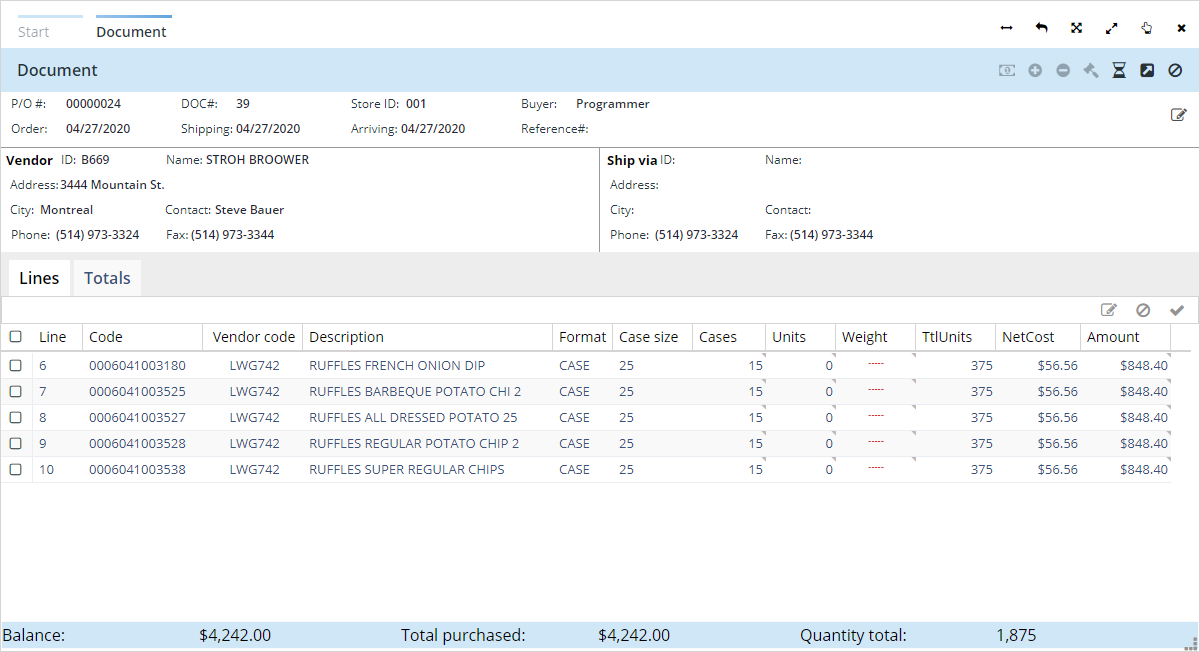 Start Document
Document
P/O #: 00000024 DOC#: 39 Store ID: 001 Buyer: Programmer
Order: 04/27/2020 Shipping: 04/27/2020 Arriving: 04/27/2020 Reference#:
Vendor ID: B669 Name: STROH BROOWER Ship via ID: Name:
Address: 3444 Mountain St. Address:
City: Montreal Contact: Steve Bauer City: Contact:
Phone: (514) 973-3324 Fax: (514) 973-3344 Phone: (514) 973-3324 Fax: (514) 973-3344
Lines Totals
Line Code Vendor code Description Format Case size Cases Units Weight TtlUnits NetCost Amount
6 0006041003180 LWG742 RUFFLES FRENCH ONION DIP CASE 25 15 0 ----- 375 $56.56 $848.40
7 0006041003525 LWG742 RUFFLES BARBEQUE POTATO CHI 2 CASE 25 15 0 ----- 375 $56.56 $848.40
8 0006041003527 LWG742 RUFFLES ALL DRESSED POTATO 25 CASE 25 15 0 ----- 375 $56.56 $848.40
9 0006041003528 LWG742 RUFFLES REGULAR POTATO CHIP 2 CASE 25 15 0 ----- 375 $56.56 $848.40
10 0006041003538 LWG742 RUFFLES SUPER REGULAR CHIPS CASE 25 15 0 ----- 375 $56.56 $848.40
Balance: $4,242.00 Total purchased: $4,242.00 Quantity total: 1,875